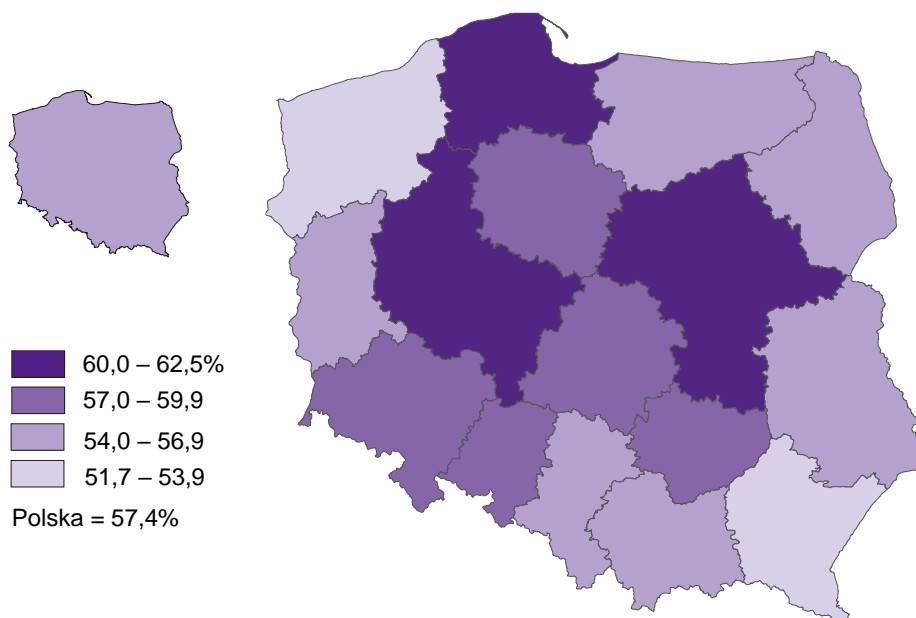 60,0 – 62,5%
57,0 – 59,9
54,0 – 56,9
51,7 – 53,9
Polska = 57,4%